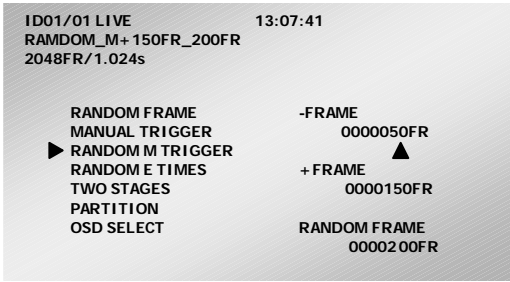 ID01/01 LIVE 13:07:41
RAMDOM_M+150FR_200FR
2048FR/1.024s
RANDOM FRAME -FRAME
MANUAL TRIGGER 0000050FR
RANDOM M TRIGGER
RANDOM E TIMES +FRAME
TWO STAGES 0000150FR
PARTITION
OSD SELECT RANDOM FRAME
0000200FR